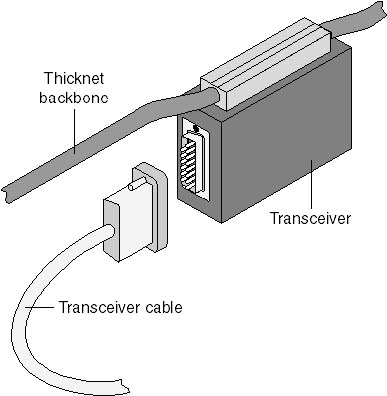 Thicknet
backbone
Transceiver
Transceiver cable